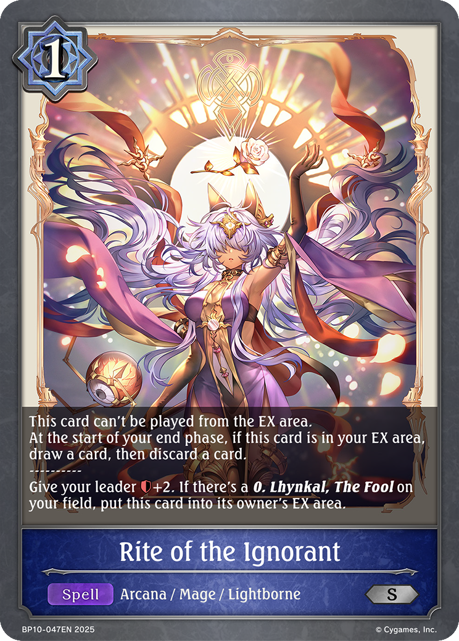 1
This card can't be played from the EX area.
At the start of your end phase, if this card is in your EX area,
draw a card, then discard a card.
----------
Give your leader +2. If there's a 0. Lhynkal, The Fool on
your field, put this card into its owner's EX area.
Rite of the Ignorant
Spell Arcana / Mage / Lightborne S
BP10-047EN 2025 © Cygames, Inc.